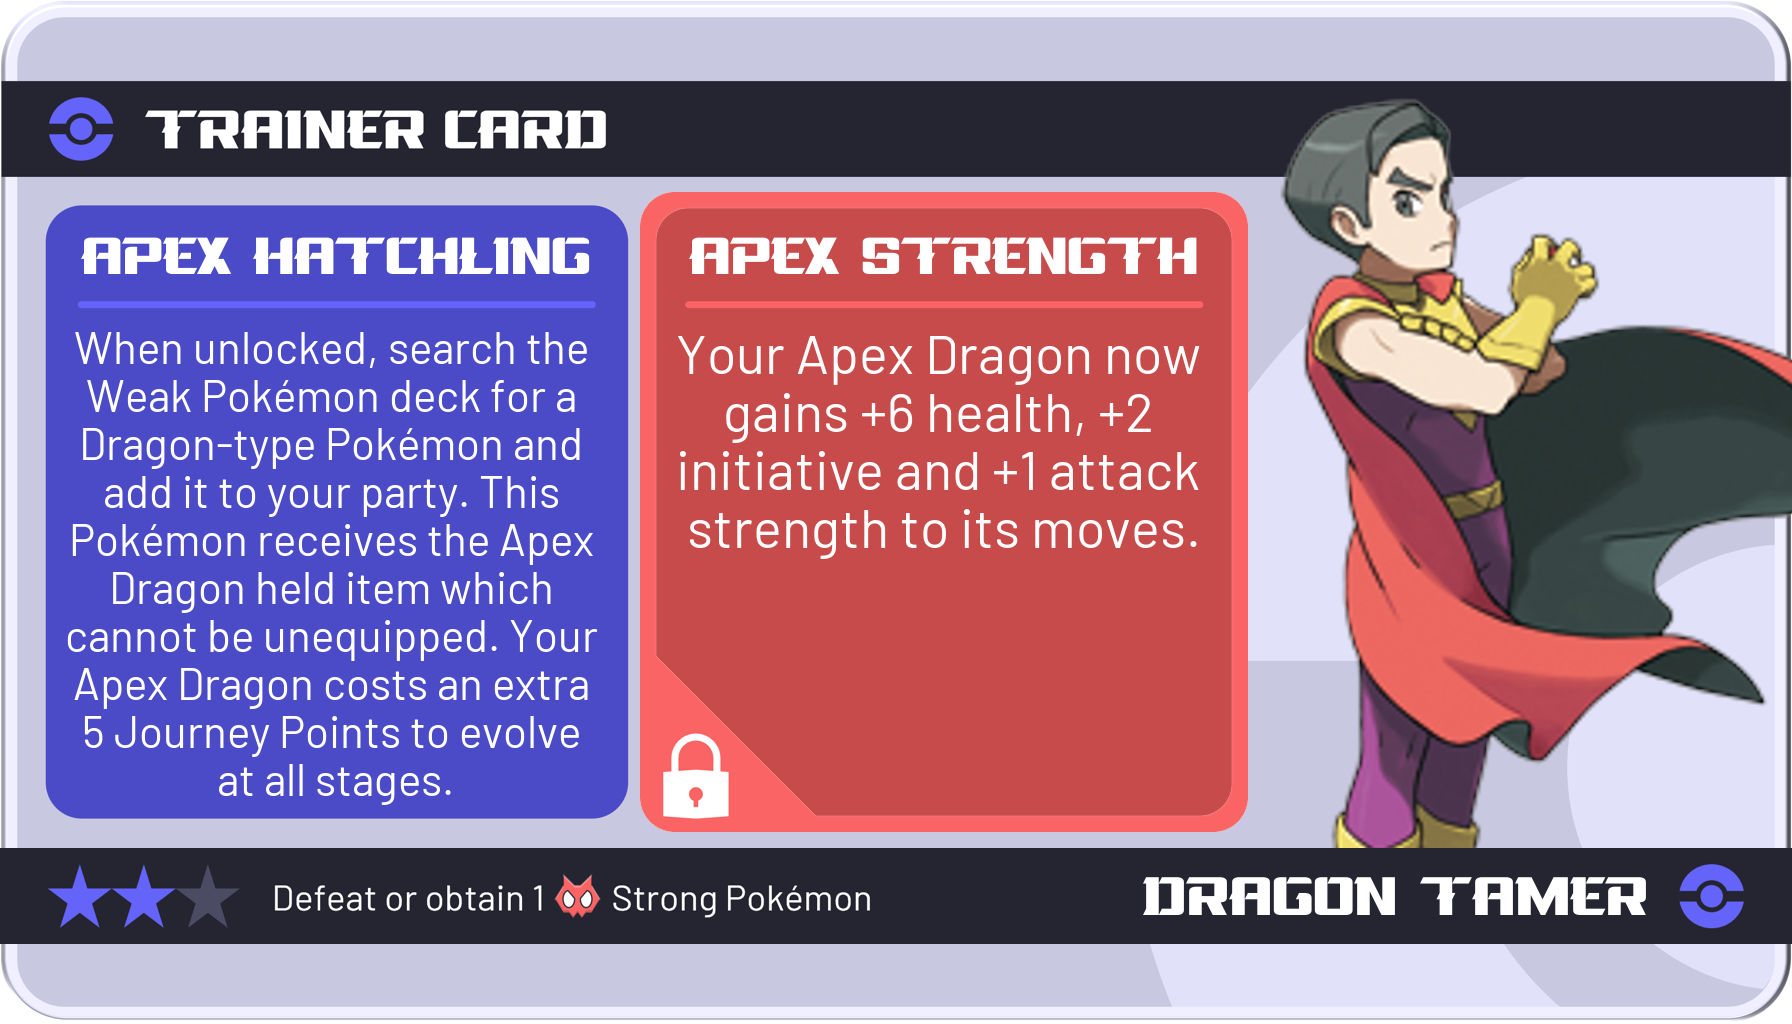 TRAINER CARD
APEX HATCHLING
When unlocked, search the
Weak Pokémon deck for a
Dragon-type Pokémon and
add it to your party. This
Pokémon receives the Apex
Dragon held item which
cannot be unequipped. Your
Apex Dragon costs an extra
5 Journey Points to evolve
at all stages.
APEX STRENGTH
Your Apex Dragon now
gains +6 health, +2
initiative and +1 attack
strength to its moves.
Defeat or obtain 1 Strong Pokémon
DRAGON TAMER